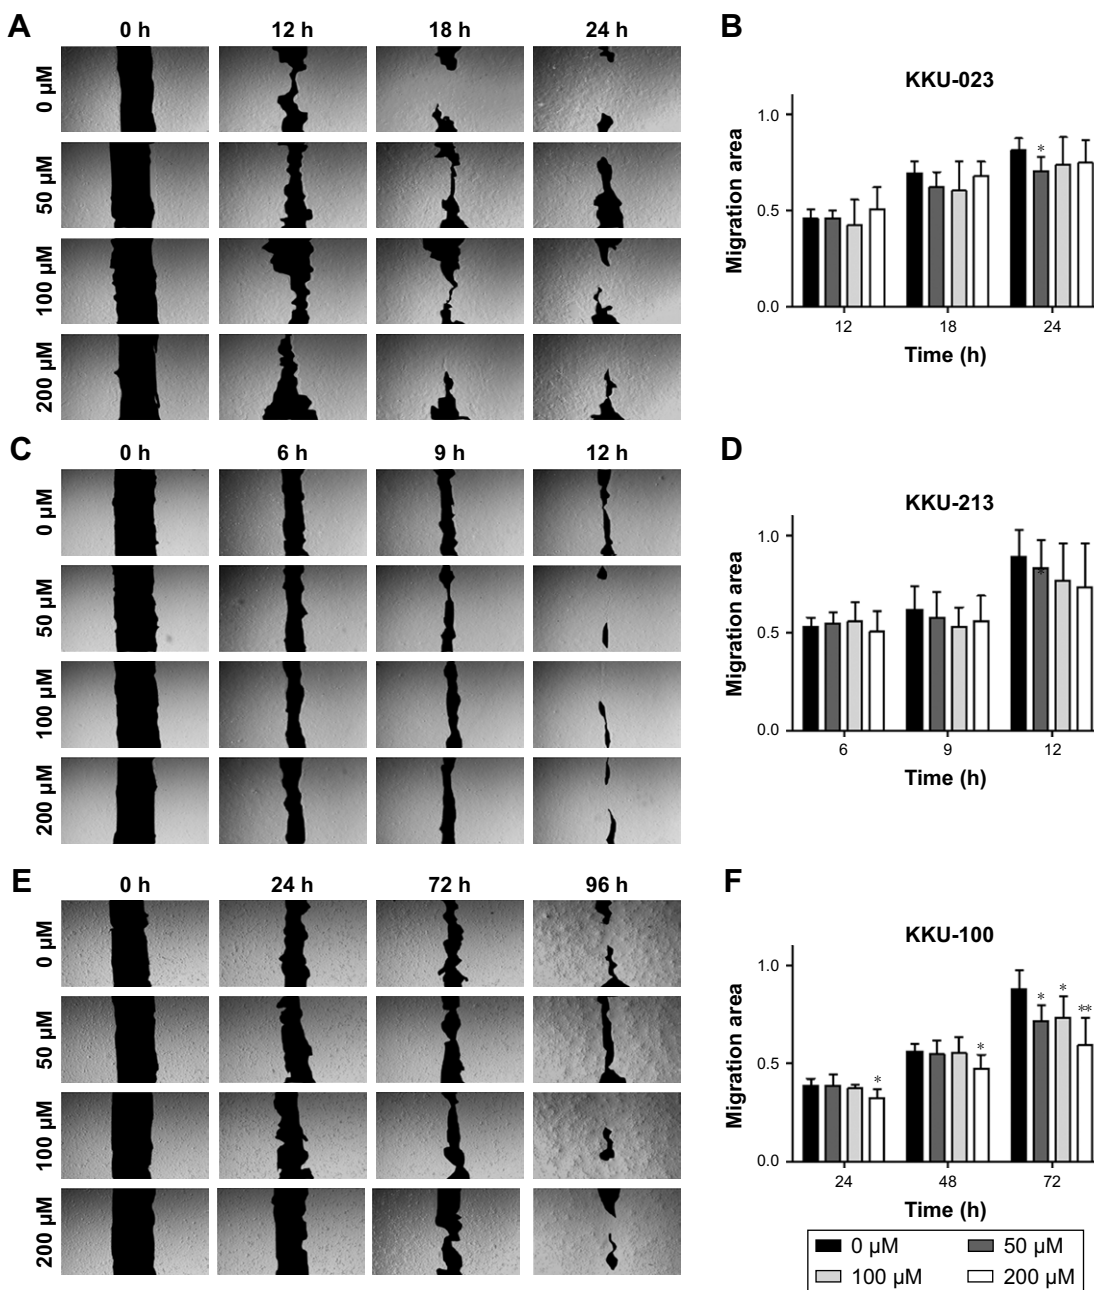 A
0 h 12 h 18 h 24 h
0 µM
50 µM
100 µM
200 µM
B
KKU-023
Migration area
1.0
0.5
0.0
*
12 18 24
Time (h)
C
0 h 6 h 9 h 12 h
0 µM
50 µM
100 µM
200 µM
D
KKU-213
Migration area
1.0
0.5
0.0
*
6 9 12
Time (h)
E
0 h 24 h 72 h 96 h
0 µM
50 µM
100 µM
200 µM
F
KKU-100
Migration area
1.0
0.5
0.0
* * * * **
24 48 72
Time (h)
0 µM 50 µM
100 µM 200 µM